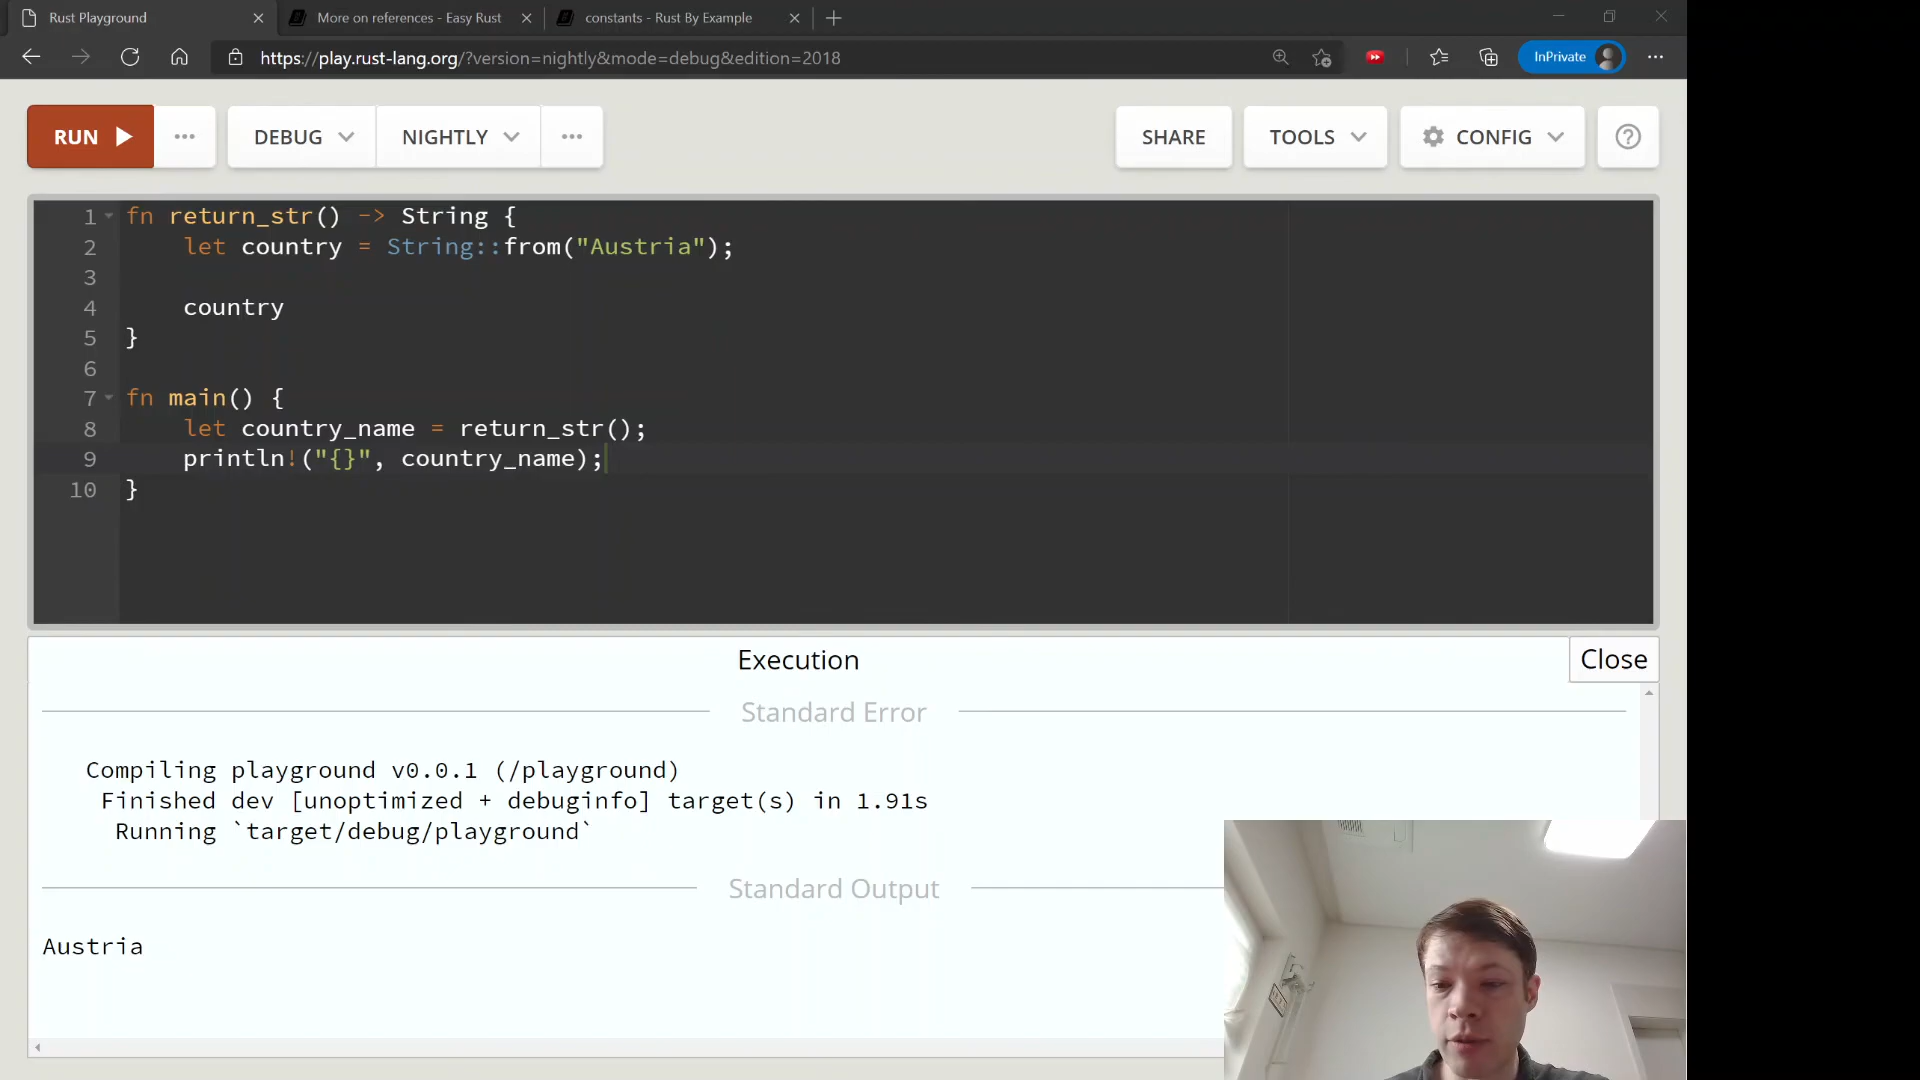 Rust Playground
More on references - Easy Rust
constants - Rust By Example
https://play.rust-lang.org/?version=nightly&mode=debug&edition=2018
InPrivate
RUN
DEBUG
NIGHTLY
SHARE
TOOLS
CONFIG
1 fn return_str() -> String {
2     let country = String::from("Austria");
3
4     country
5 }
6
7 fn main() {
8     let country_name = return_str();
9     println!("{}", country_name);
10 }
Execution
Close
Standard Error
Compiling playground v0.0.1 (/playground)
Finished dev [unoptimized + debuginfo] target(s) in 1.91s
Running `target/debug/playground`
Standard Output
Austria